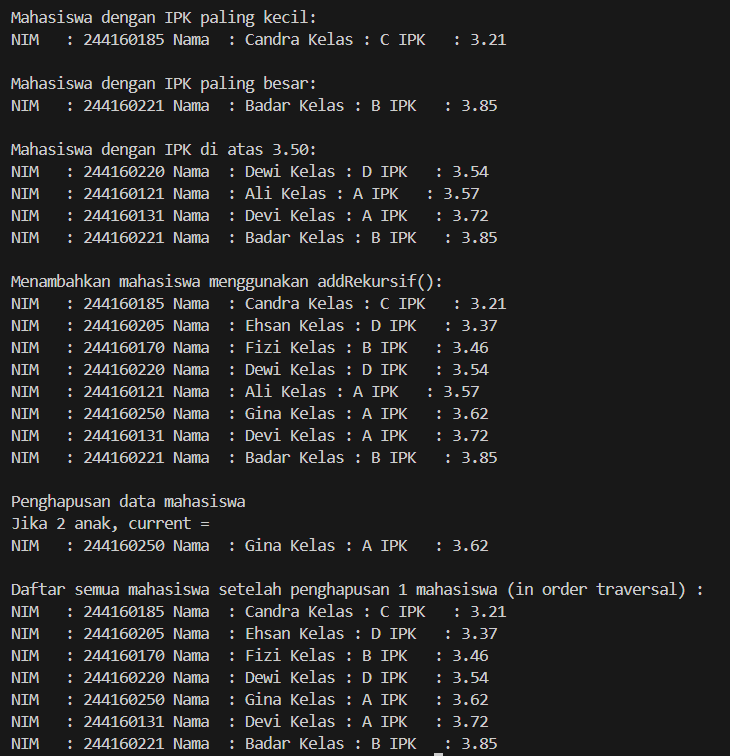 Mahasiswa dengan IPK paling kecil:
NIM   : 244160185 Nama  : Candra Kelas : C IPK   : 3.21

Mahasiswa dengan IPK paling besar:
NIM   : 244160221 Nama  : Badar Kelas : B IPK   : 3.85

Mahasiswa dengan IPK di atas 3.50:
NIM   : 244160220 Nama  : Dewi Kelas : D IPK   : 3.54
NIM   : 244160121 Nama  : Ali Kelas : A IPK   : 3.57
NIM   : 244160131 Nama  : Devi Kelas : A IPK   : 3.72
NIM   : 244160221 Nama  : Badar Kelas : B IPK   : 3.85

Menambahkan mahasiswa menggunakan addRekursif():
NIM   : 244160185 Nama  : Candra Kelas : C IPK   : 3.21
NIM   : 244160205 Nama  : Ehsan Kelas : D IPK   : 3.37
NIM   : 244160170 Nama  : Fizi Kelas : B IPK   : 3.46
NIM   : 244160220 Nama  : Dewi Kelas : D IPK   : 3.54
NIM   : 244160121 Nama  : Ali Kelas : A IPK   : 3.57
NIM   : 244160250 Nama  : Gina Kelas : A IPK   : 3.62
NIM   : 244160131 Nama  : Devi Kelas : A IPK   : 3.72
NIM   : 244160221 Nama  : Badar Kelas : B IPK   : 3.85

Penghapusan data mahasiswa
Jika 2 anak, current =
NIM   : 244160250 Nama  : Gina Kelas : A IPK   : 3.62

Daftar semua mahasiswa setelah penghapusan 1 mahasiswa (in order traversal) :
NIM   : 244160185 Nama  : Candra Kelas : C IPK   : 3.21
NIM   : 244160205 Nama  : Ehsan Kelas : D IPK   : 3.37
NIM   : 244160170 Nama  : Fizi Kelas : B IPK   : 3.46
NIM   : 244160220 Nama  : Dewi Kelas : D IPK   : 3.54
NIM   : 244160250 Nama  : Gina Kelas : A IPK   : 3.62
NIM   : 244160131 Nama  : Devi Kelas : A IPK   : 3.72
NIM   : 244160221 Nama  : Badar Kelas : B IPK   : 3.85